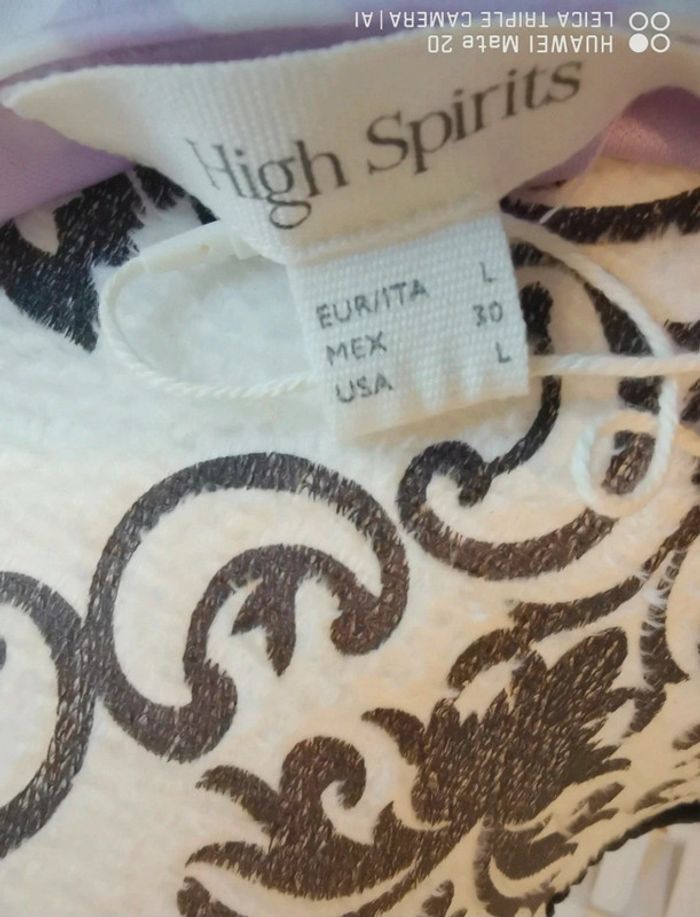 High Spirits
EUR/ITA L
MEX 30
USA L
HUAWEI Mate 20
LEICA TRIPLE CAMERA | AI